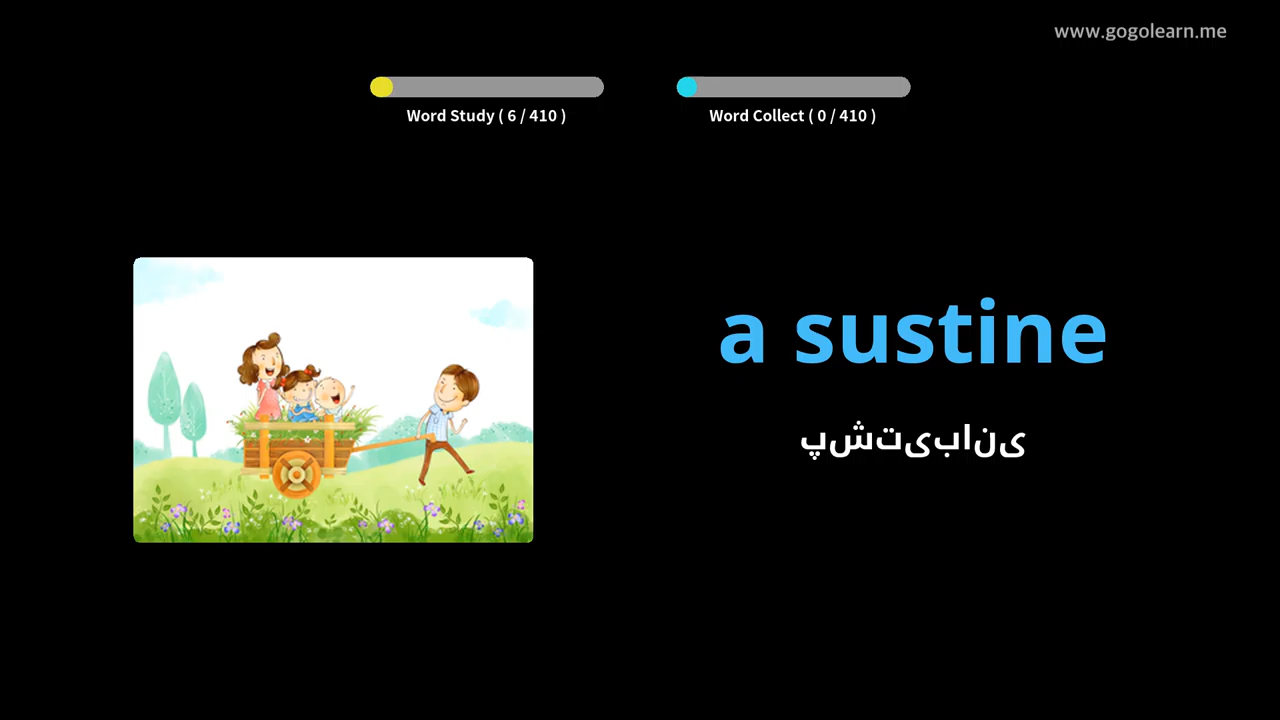 www.gogolearn.me
Word Study ( 6 / 410 )
Word Collect ( 0 / 410 )
a sustine
پشتیبانی